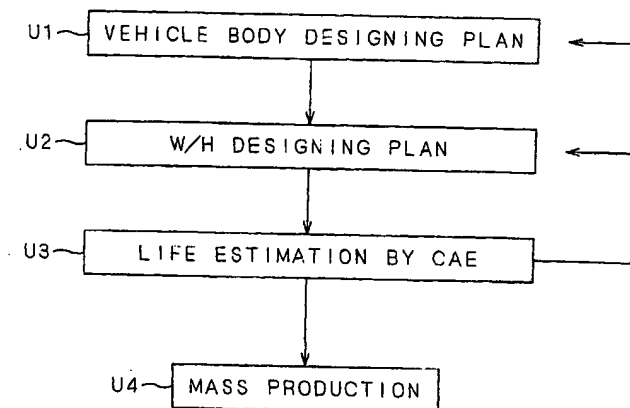 U1 VEHICLE BODY DESIGNING PLAN
U2 W/H DESIGNING PLAN
U3 LIFE ESTIMATION BY CAE
U4 MASS PRODUCTION